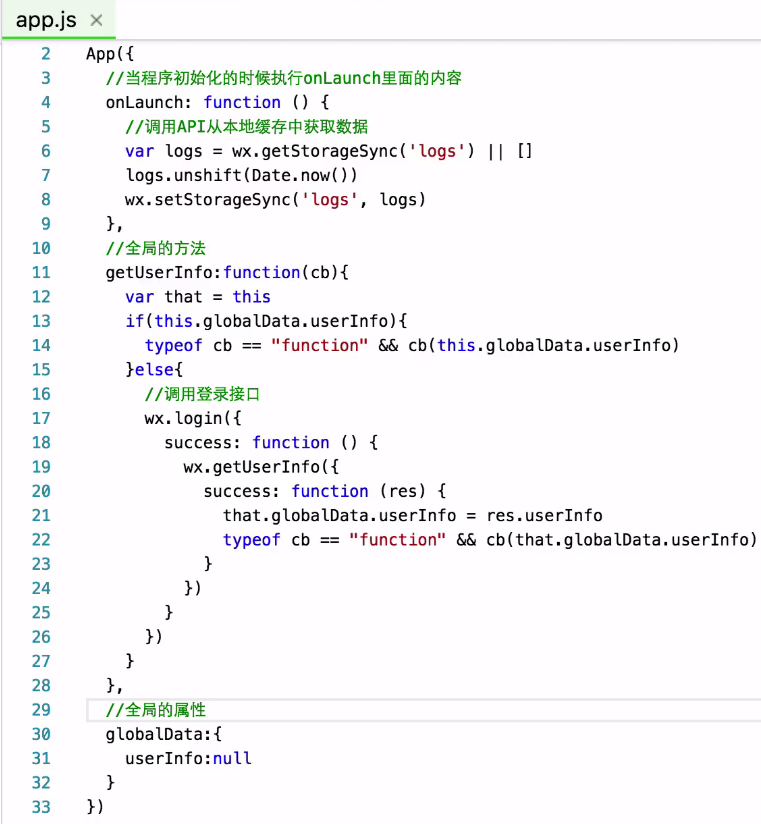 app.js ×
2 App({
3 //当程序初始化的时候执行onLaunch里面的内容
4 onLaunch: function () {
5 //调用API从本地缓存中获取数据
6 var logs = wx.getStorageSync('logs') || []
7 logs.unshift(Date.now())
8 wx.setStorageSync('logs', logs)
9 },
10 //全局的方法
11 getUserInfo:function(cb){
12 var that = this
13 if(this.globalData.userInfo){
14 typeof cb == "function" && cb(this.globalData.userInfo)
15 }else{
16 //调用登录接口
17 wx.login({
18 success: function () {
19 wx.getUserInfo({
20 success: function (res) {
21 that.globalData.userInfo = res.userInfo
22 typeof cb == "function" && cb(that.globalData.userInfo)
23 }
24 })
25 }
26 })
27 }
28 },
29 //全局的属性
30 globalData:{
31 userInfo:null
32 }
33 })